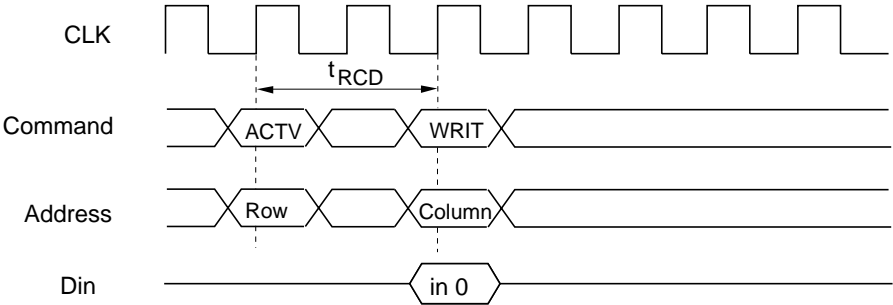 CLK
tRCD
Command ACTV WRIT
Address Row Column
Din in 0